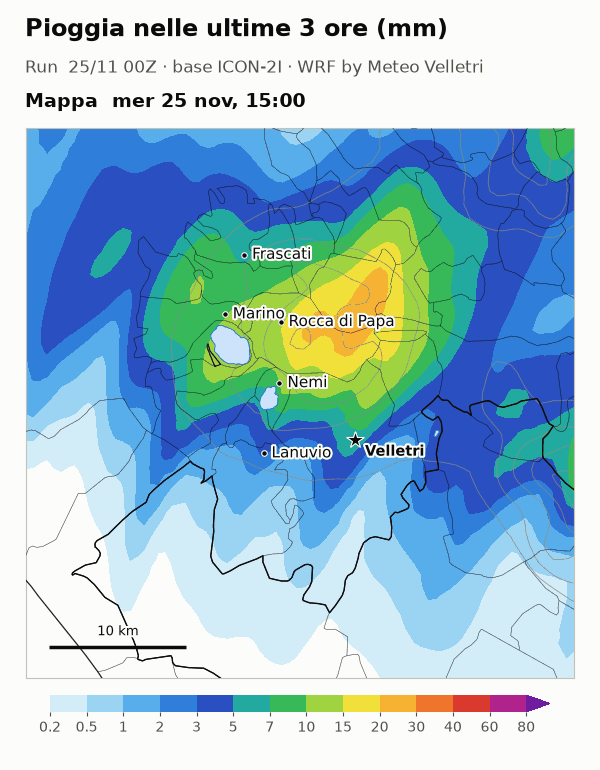 Pioggia nelle ultime 3 ore (mm)
Run  25/11 00Z · base ICON-2I · WRF by Meteo Velletri
Mappa  mer 25 nov, 15:00
Frascati
Marino
Rocca di Papa
Nemi
Velletri
Lanuvio
10 km
0.2 0.5 1 2 3 5 7 10 15 20 30 40 60 80